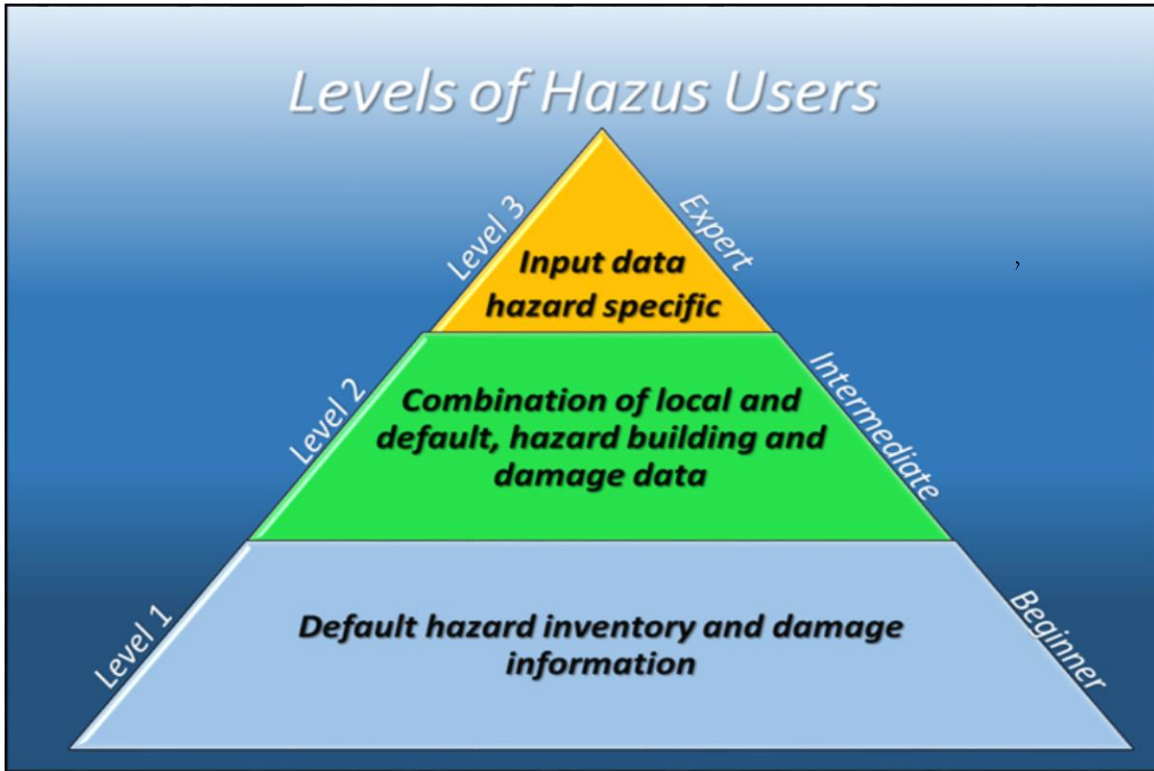 Levels of Hazus Users
Level 3
Expert
Input data
hazard specific
,
Level 2
Intermediate
Combination of local and
default, hazard building and
damage data
Level 1
Beginner
Default hazard inventory and damage
information